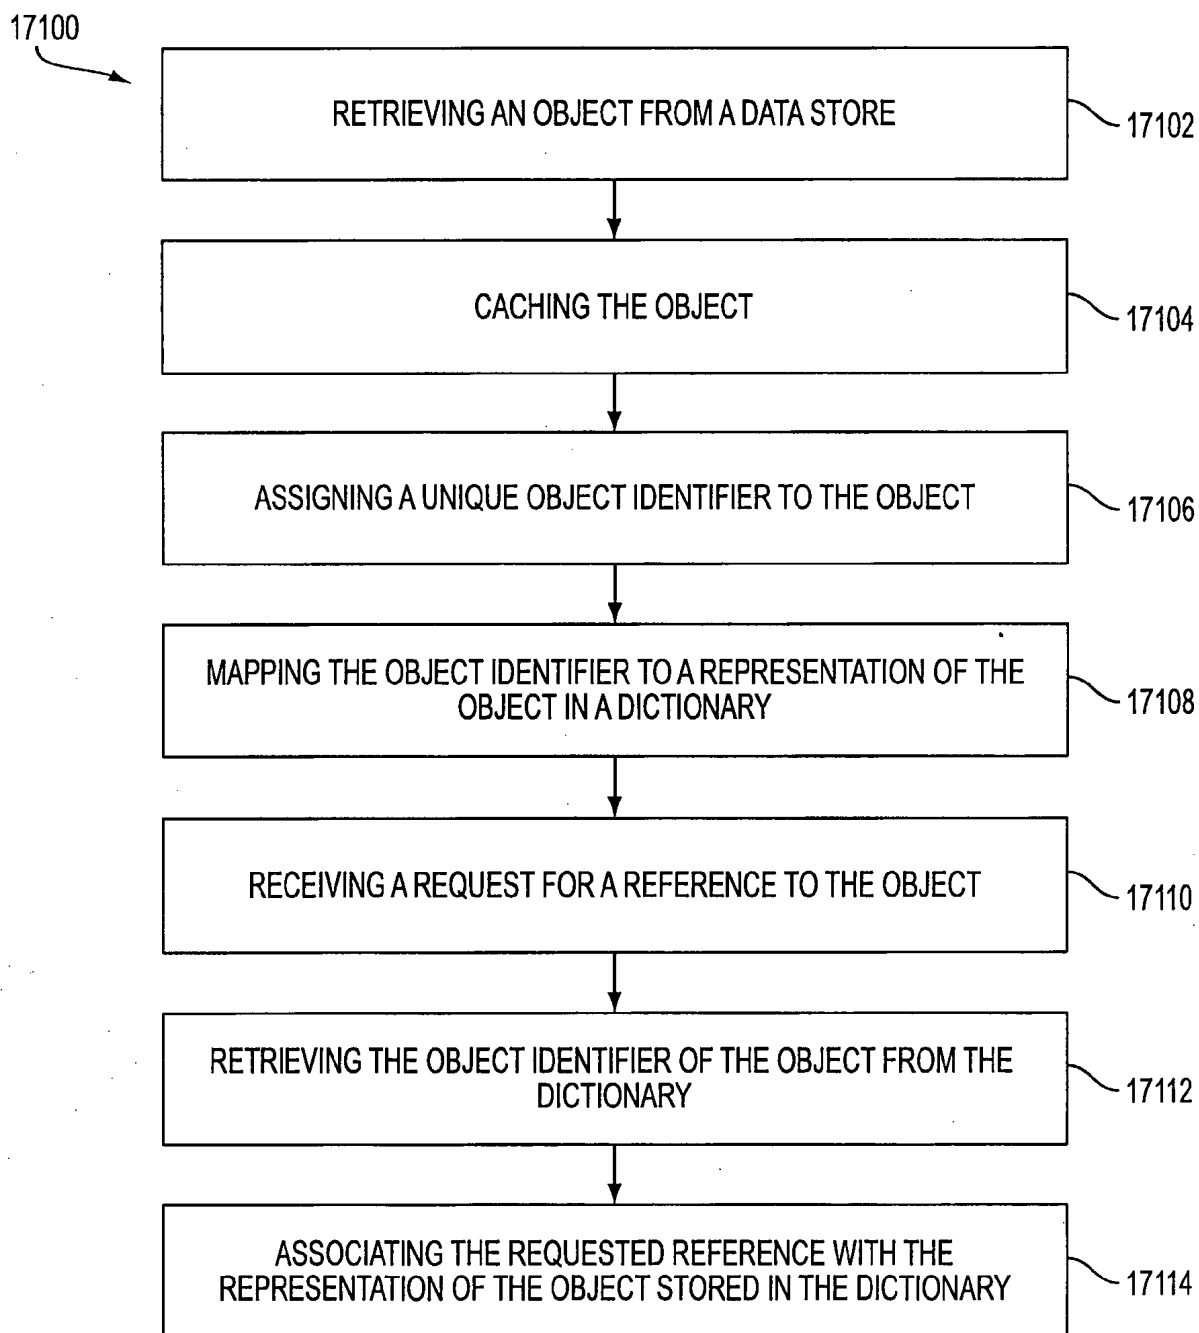 17100
RETRIEVING AN OBJECT FROM A DATA STORE
17102
CACHING THE OBJECT
17104
ASSIGNING A UNIQUE OBJECT IDENTIFIER TO THE OBJECT
17106
MAPPING THE OBJECT IDENTIFIER TO A REPRESENTATION OF THE
OBJECT IN A DICTIONARY
17108
RECEIVING A REQUEST FOR A REFERENCE TO THE OBJECT
17110
RETRIEVING THE OBJECT IDENTIFIER OF THE OBJECT FROM THE
DICTIONARY
17112
ASSOCIATING THE REQUESTED REFERENCE WITH THE
REPRESENTATION OF THE OBJECT STORED IN THE DICTIONARY
17114